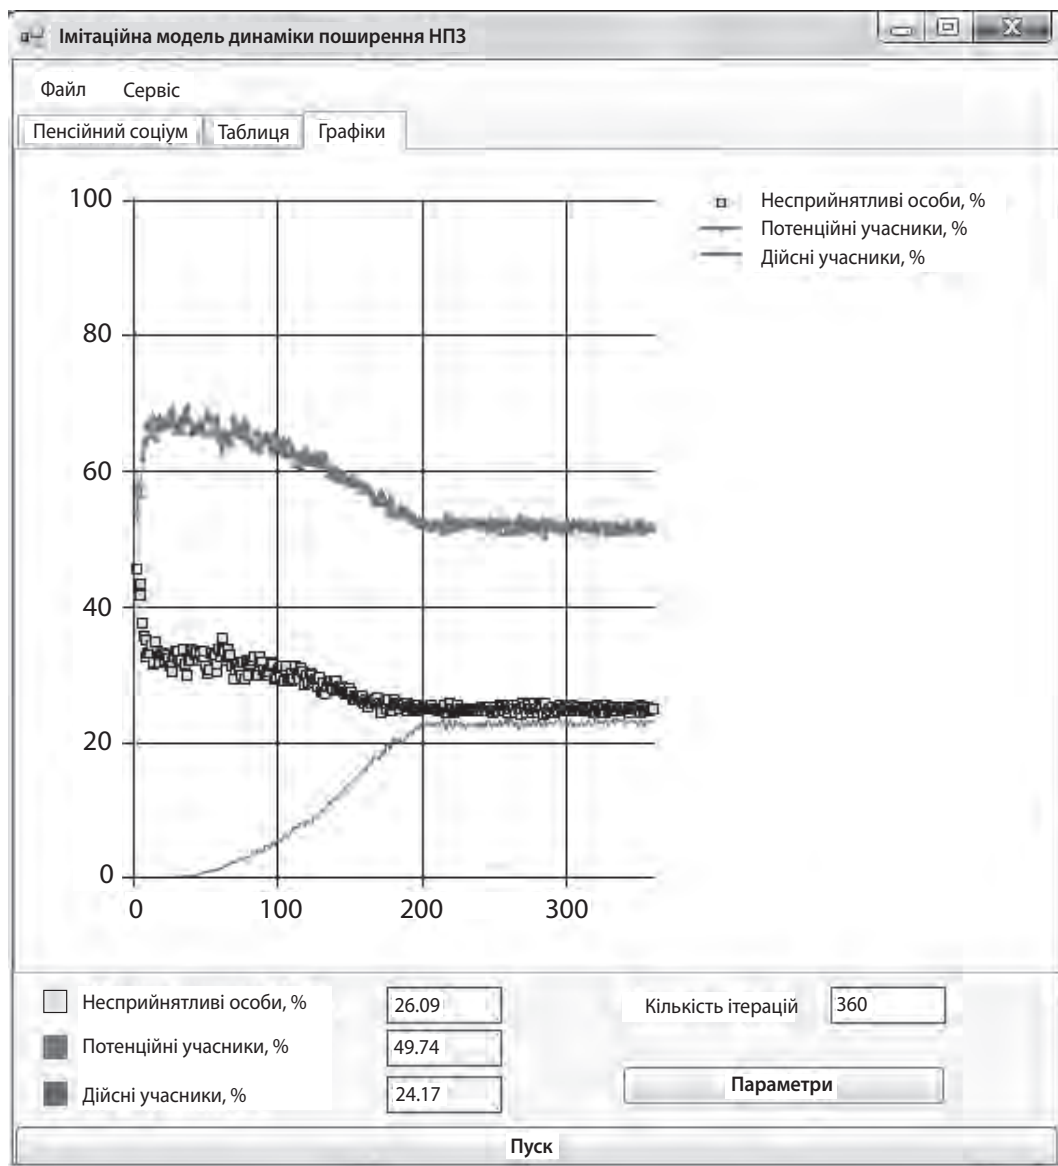 Імітаційна модель динаміки поширення НПЗ
Файл Сервіс
Пенсійний соціум Таблиця Графіки
100
80
60
40
20
0
0 100 200 300
Несприйнятливі особи, %
Потенційні учасники, %
Дійсні учасники, %
Несприйнятливі особи, % 26.09
Потенційні учасники, % 49.74
Дійсні учасники, % 24.17
Кількість ітерацій 360
Параметри
Пуск